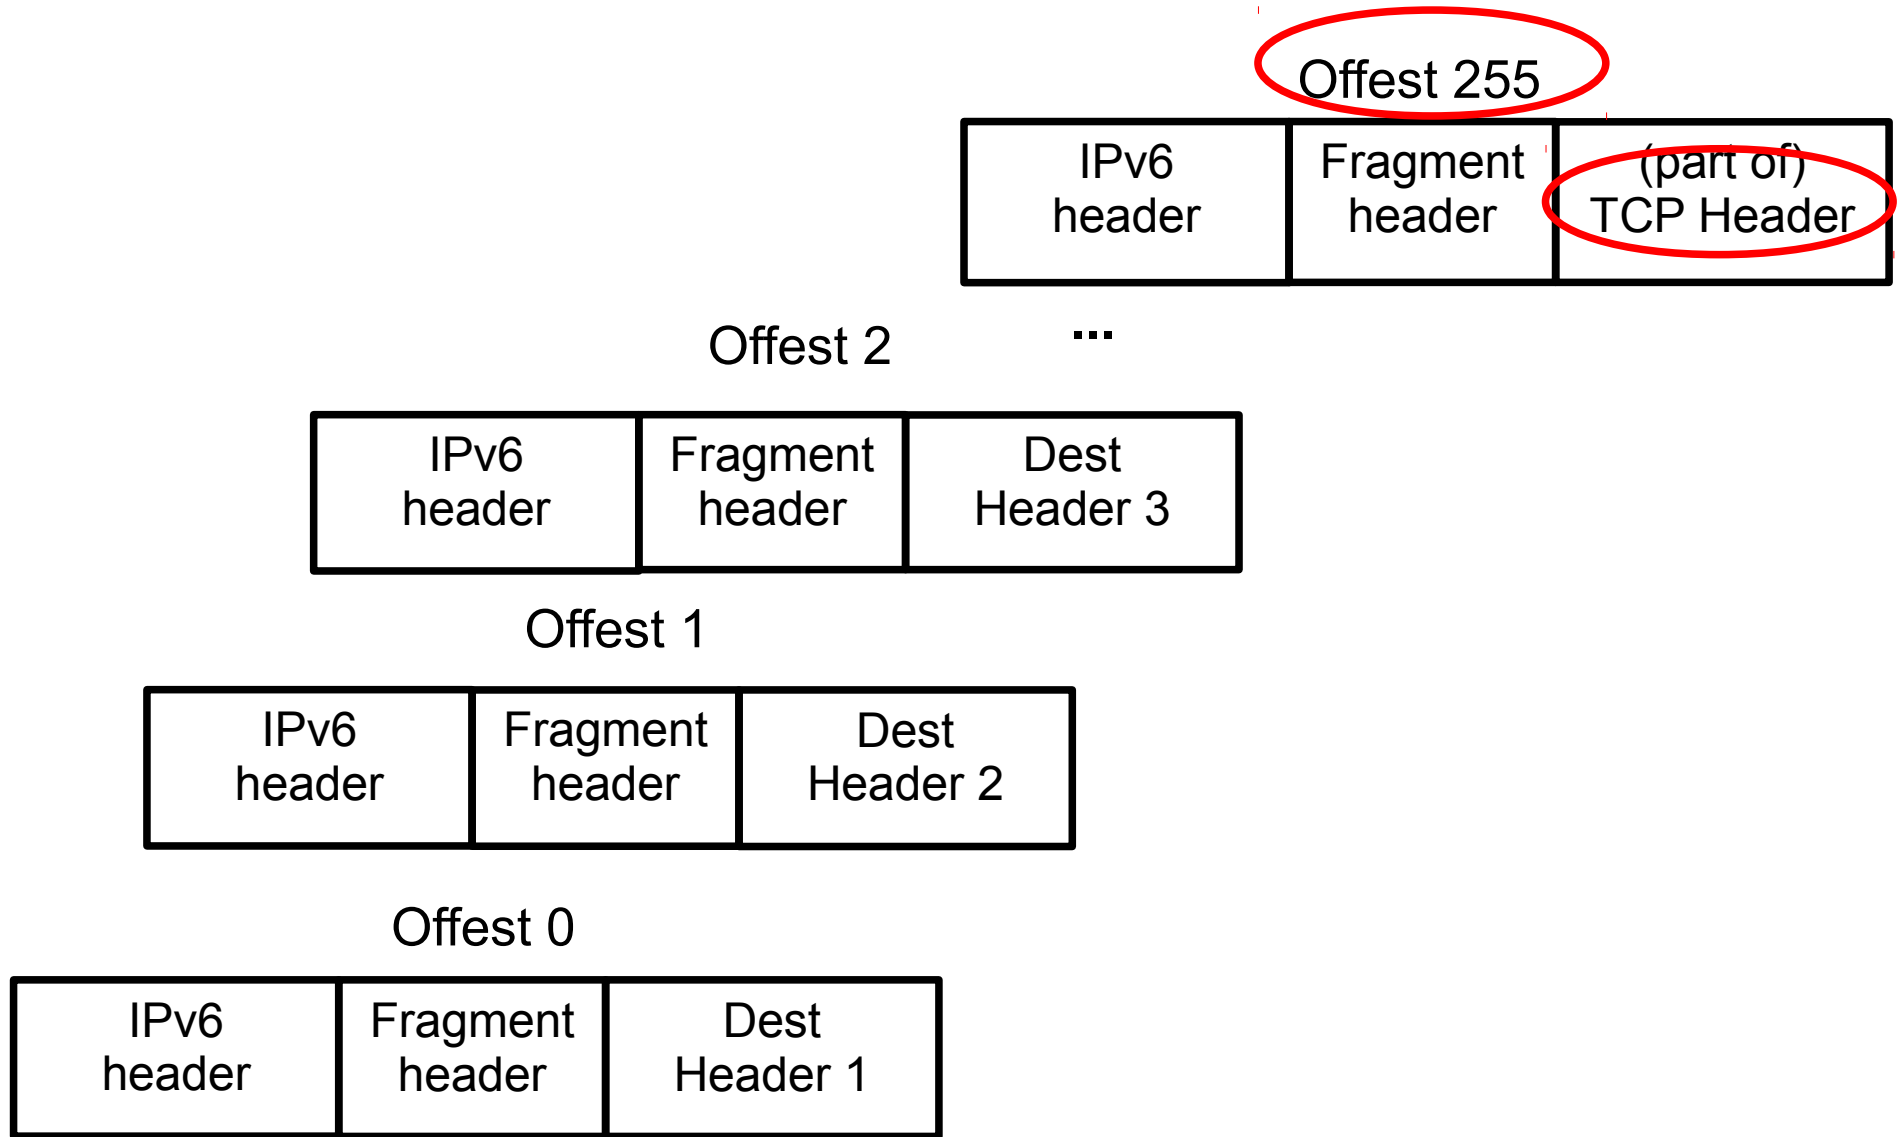 Offest 255
IPv6
header
Fragment
header
(part of)
TCP Header
Offest 2
...
IPv6
header
Fragment
header
Dest
Header 3
Offest 1
IPv6
header
Fragment
header
Dest
Header 2
Offest 0
IPv6
header
Fragment
header
Dest
Header 1